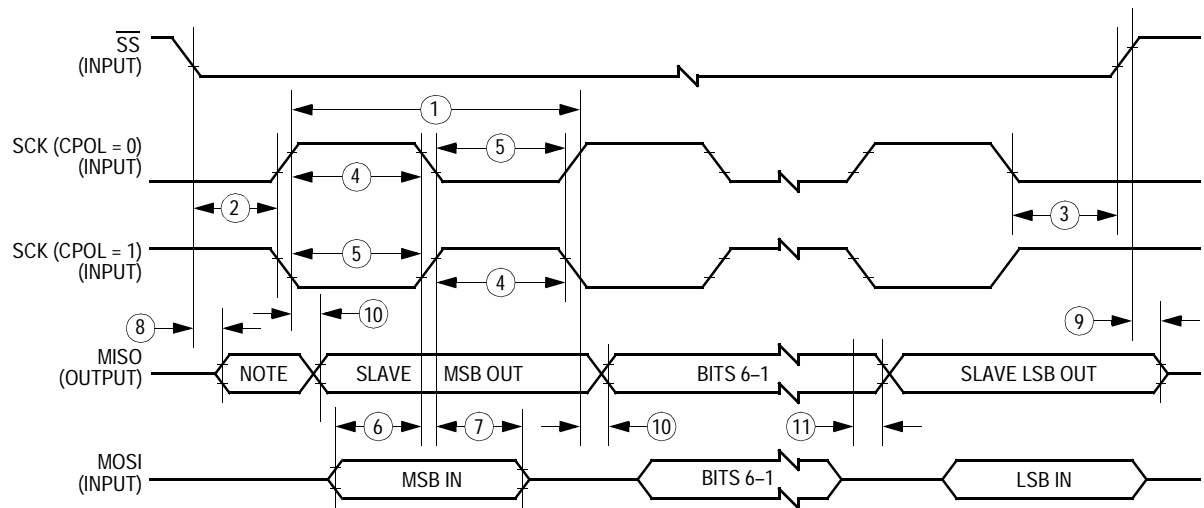 SS
(INPUT)
1
SCK (CPOL = 0)
(INPUT)
5
4
2
3
SCK (CPOL = 1)
(INPUT)
5
4
8
10
9
MISO
(OUTPUT)
NOTE
SLAVE
MSB OUT
BITS 6–1
SLAVE LSB OUT
6
7
10
11
MOSI
(INPUT)
MSB IN
BITS 6–1
LSB IN